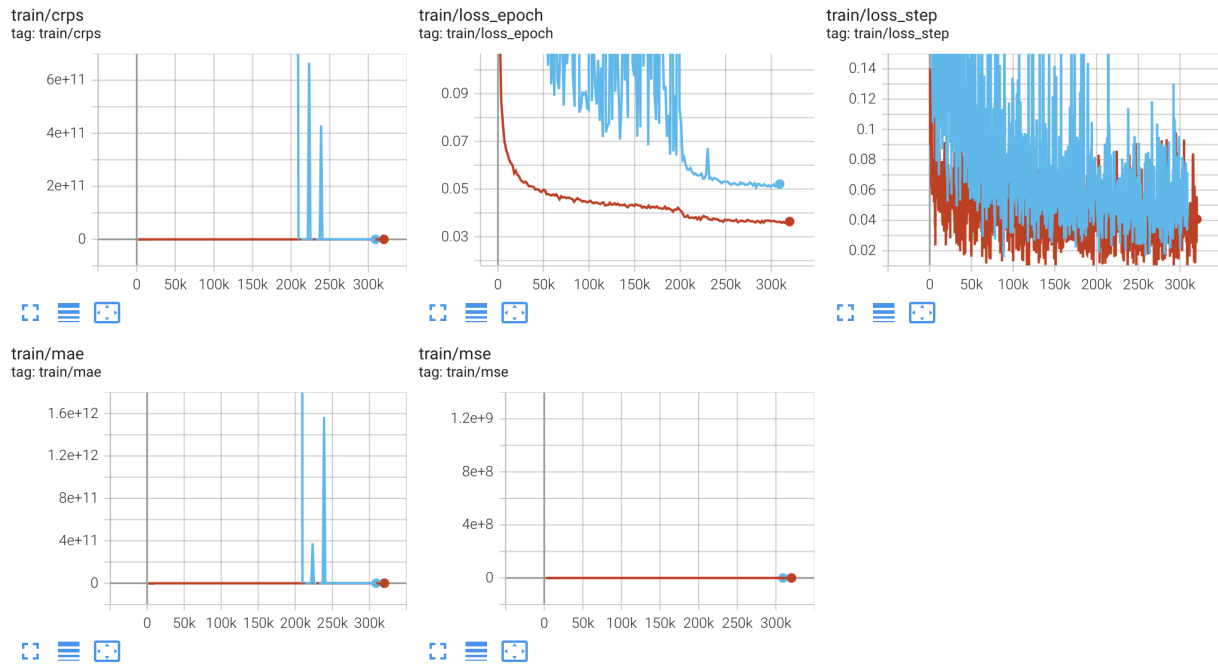 train/crps
tag: train/crps
6e+11
4e+11
2e+11
0
0 50k 100k 150k 200k 250k 300k
train/loss_epoch
tag: train/loss_epoch
0.09
0.07
0.05
0.03
0 50k 100k 150k 200k 250k 300k
train/loss_step
tag: train/loss_step
0.14
0.12
0.1
0.08
0.06
0.04
0.02
0 50k 100k 150k 200k 250k 300k
train/mae
tag: train/mae
1.6e+12
1.2e+12
8e+11
4e+11
0
0 50k 100k 150k 200k 250k 300k
train/mse
tag: train/mse
1.2e+9
8e+8
4e+8
0
0 50k 100k 150k 200k 250k 300k